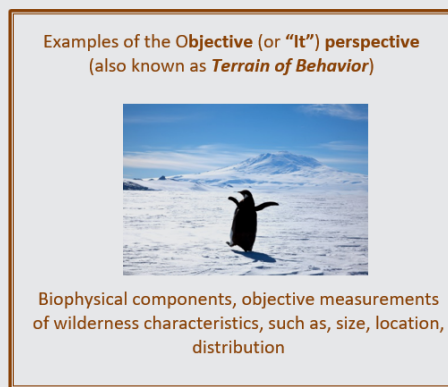 Examples of the Objective (or “It”) perspective
(also known as Terrain of Behavior)
Biophysical components, objective measurements
of wilderness characteristics, such as, size, location,
distribution